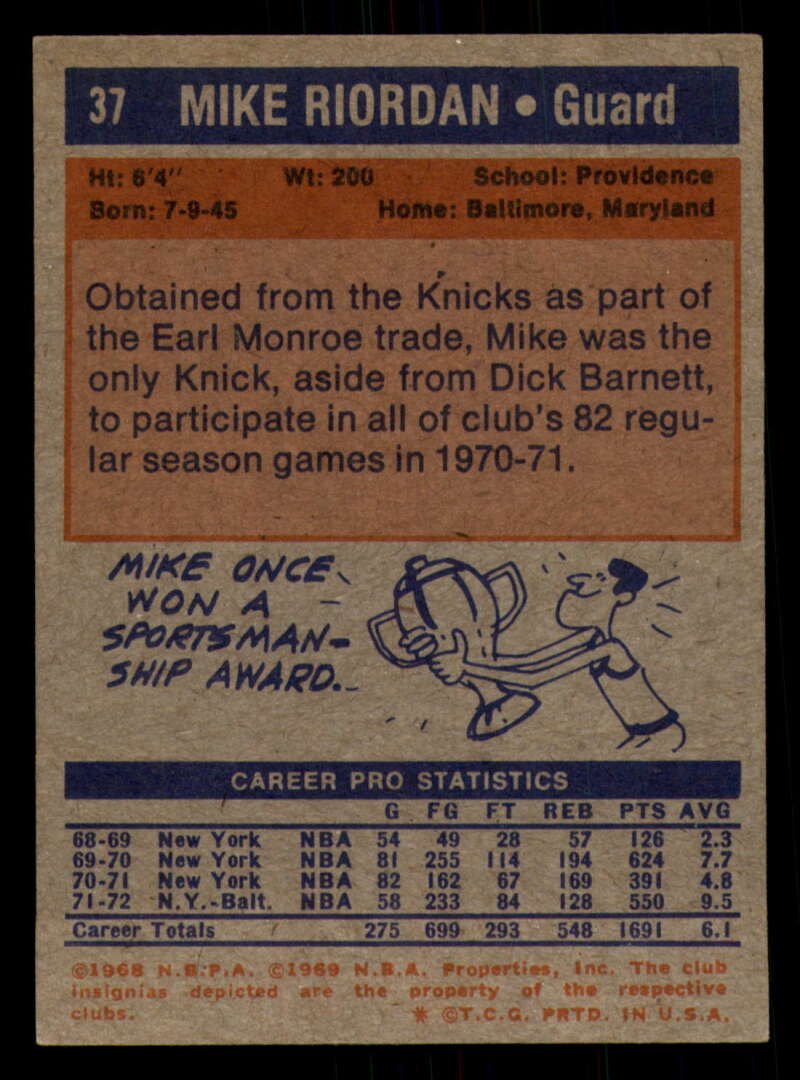 37 MIKE RIORDAN • Guard
Ht: 6'4" Wt: 200 School: Providence
Born: 7-9-45 Home: Baltimore, Maryland
Obtained from the Knicks as part of
the Earl Monroe trade, Mike was the
only Knick, aside from Dick Barnett,
to participate in all of club's 82 regu-
lar season games in 1970-71.
MIKE ONCE
WON A
SPORTSMAN-
SHIP AWARD.
CAREER PRO STATISTICS
G FG FT REB PTS AVG
68-69 New York NBA 54 49 28 57 126 2.3
69-70 New York NBA 81 255 114 194 624 7.7
70-71 New York NBA 82 162 67 169 391 4.8
71-72 N.Y.-Balt. NBA 58 233 84 128 550 9.5
Career Totals 275 699 293 548 1691 6.1
©1968 N.B.P.A. ©1969 N.B.A. Properties, Inc. The club
insignias depicted are the property of the respective
clubs. * ©T.C.G. PRTD. IN U.S.A.